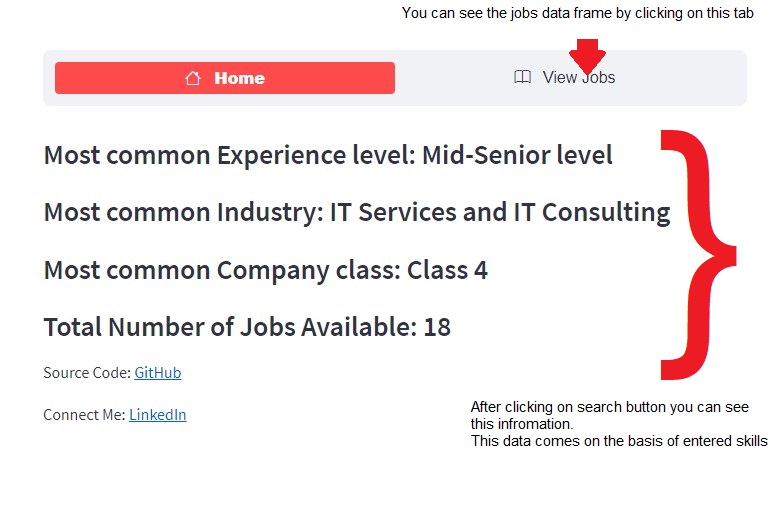 You can see the jobs data frame by clicking on this tab
Home
View Jobs
Most common Experience level: Mid-Senior level
Most common Industry: IT Services and IT Consulting
Most common Company class: Class 4
Total Number of Jobs Available: 18
Source Code: GitHub
Connect Me: LinkedIn
After clicking on search button you can see
this infromation.
This data comes on the basis of entered skills